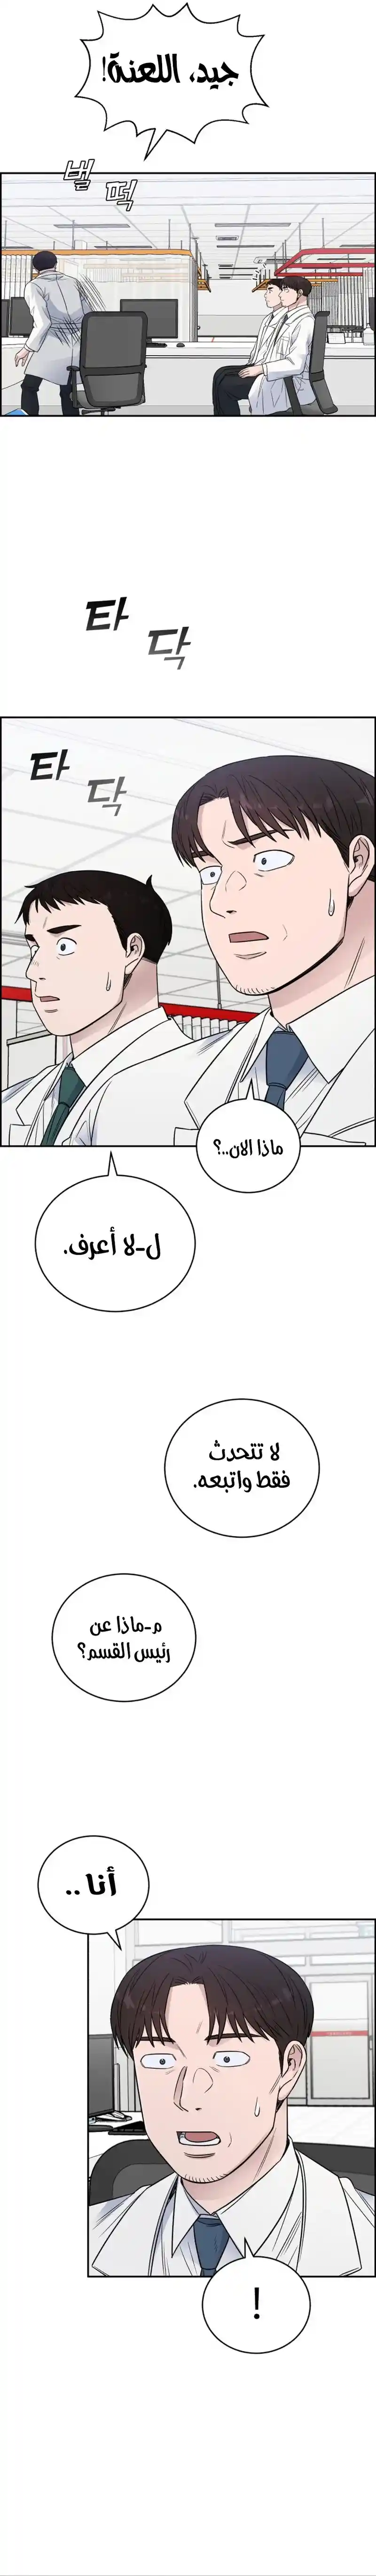 جيد، اللعنة!
벌
떡
타
닥
타
닥
ماذا الان..؟
ل-لا أعرف.
لا تتحدث
فقط واتبعه.
م-ماذا عن
رئيس القسم؟
أنا ..
!